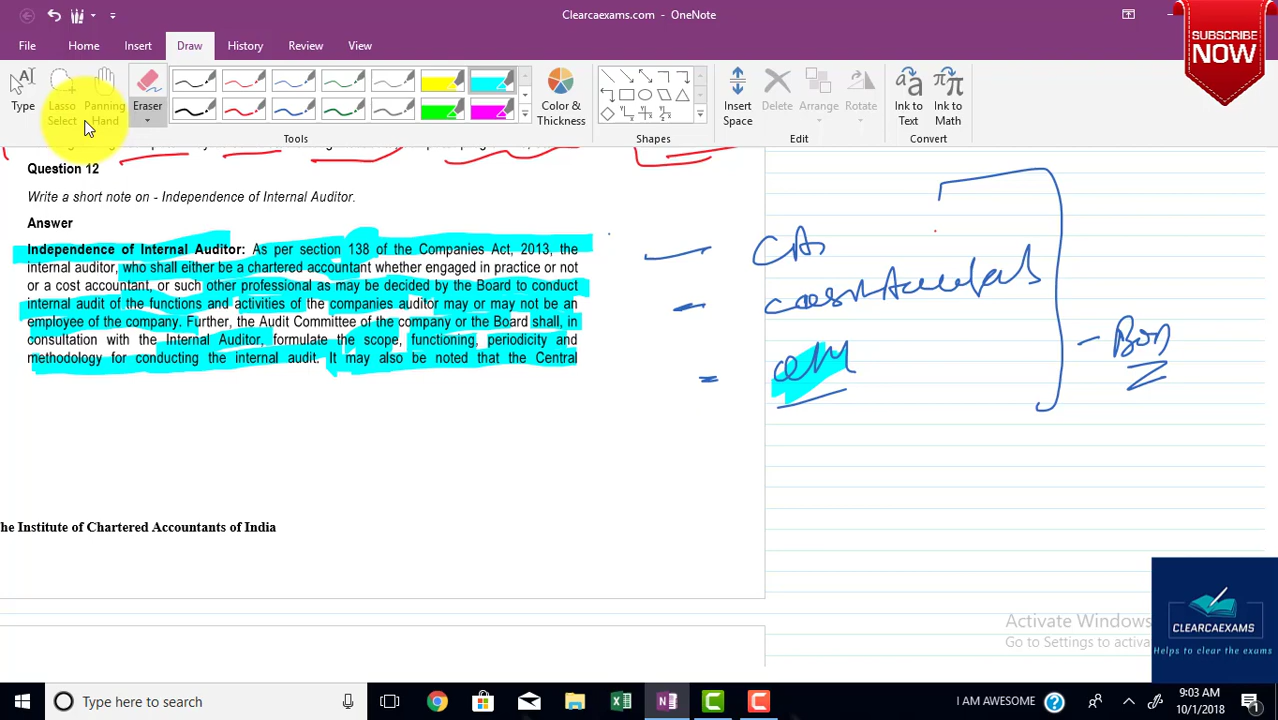 Clearcaexams.com - OneNote
SUBSCRIBE
NOW
File Home Insert Draw History Review View
Type
Lasso Select
Panning Hand
Eraser
Color & Thickness
Insert Space
Delete
Arrange
Rotate
Ink to Text
Ink to Math
Tools
Shapes
Edit
Convert
Question 12
Write a short note on - Independence of Internal Auditor.
Answer
Independence of Internal Auditor: As per section 138 of the Companies Act, 2013, the
internal auditor, who shall either be a chartered accountant whether engaged in practice or not
or a cost accountant, or such other professional as may be decided by the Board to conduct
internal audit of the functions and activities of the companies auditor may or may not be an
employee of the company. Further, the Audit Committee of the company or the Board shall, in
consultation with the Internal Auditor, formulate the scope, functioning, periodicity and
methodology for conducting the internal audit. It may also be noted that the Central
CA
- BOD
he Institute of Chartered Accountants of India
Activate Windows
Go to Settings to activa
CLEARCAEXAMS
Helps to clear the exams
Type here to search
I AM AWESOME
9:03 AM
10/1/2018